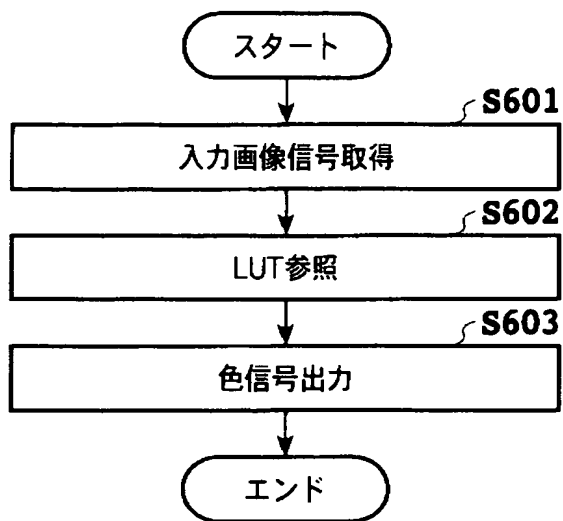 スタート
S601
入力画像信号取得
S602
LUT参照
S603
色信号出力
エンド